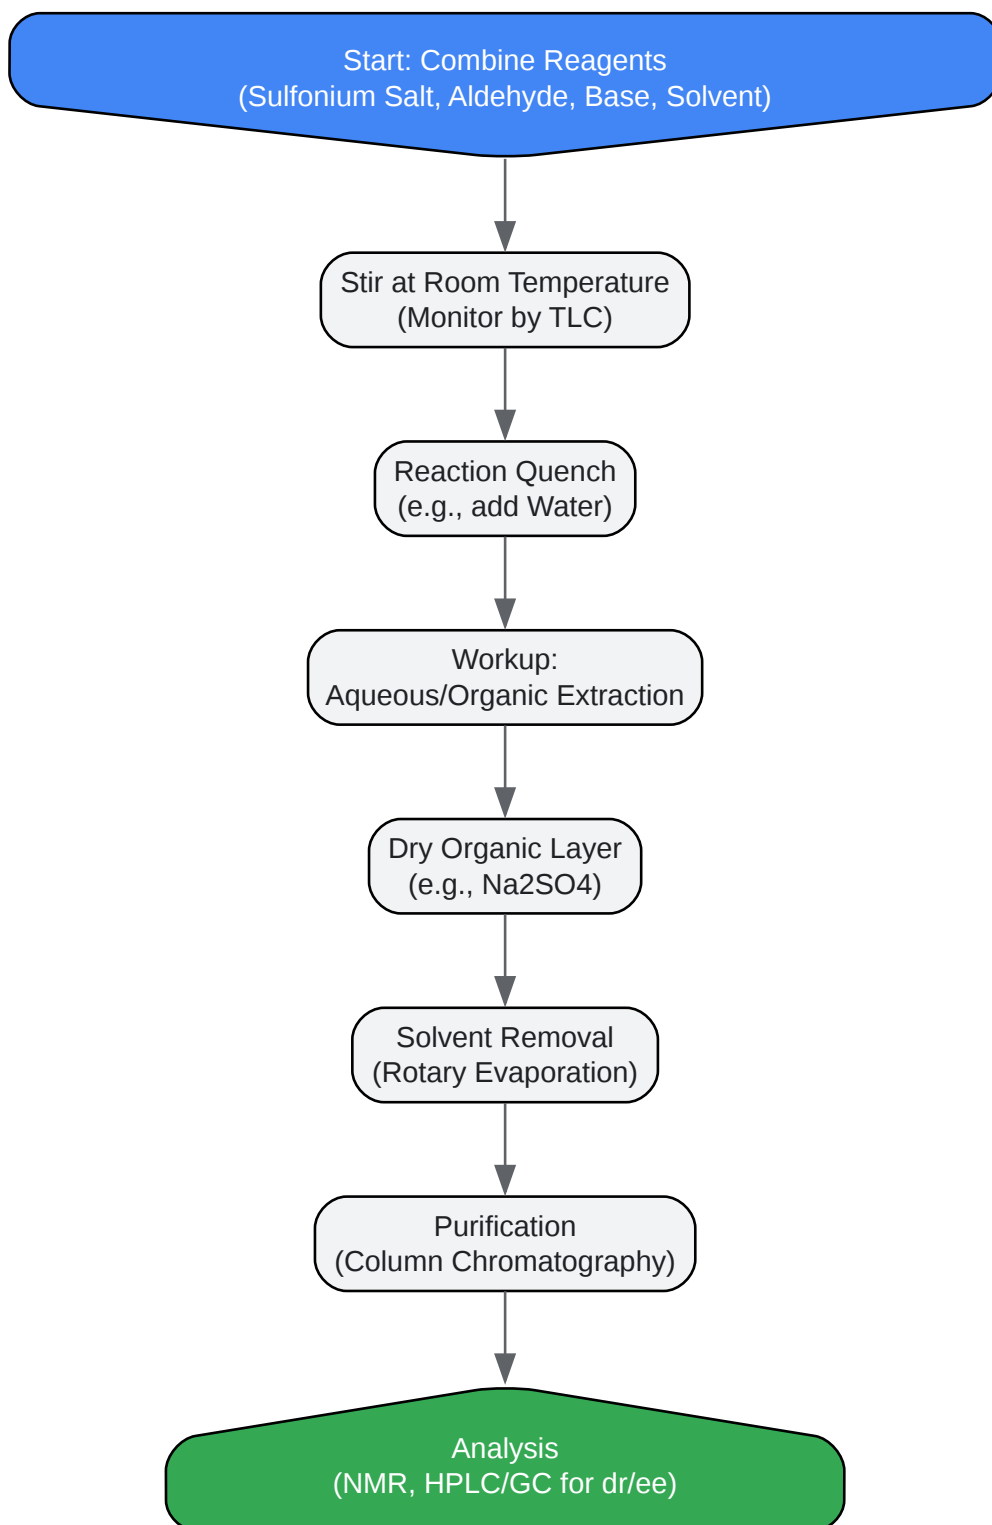 Start: Combine Reagents
(Sulfonium Salt, Aldehyde, Base, Solvent)
Stir at Room Temperature
(Monitor by TLC)
Reaction Quench
(e.g., add Water)
Workup:
Aqueous/Organic Extraction
Dry Organic Layer
(e.g., Na2SO4)
Solvent Removal
(Rotary Evaporation)
Purification
(Column Chromatography)
Analysis
(NMR, HPLC/GC for dr/ee)